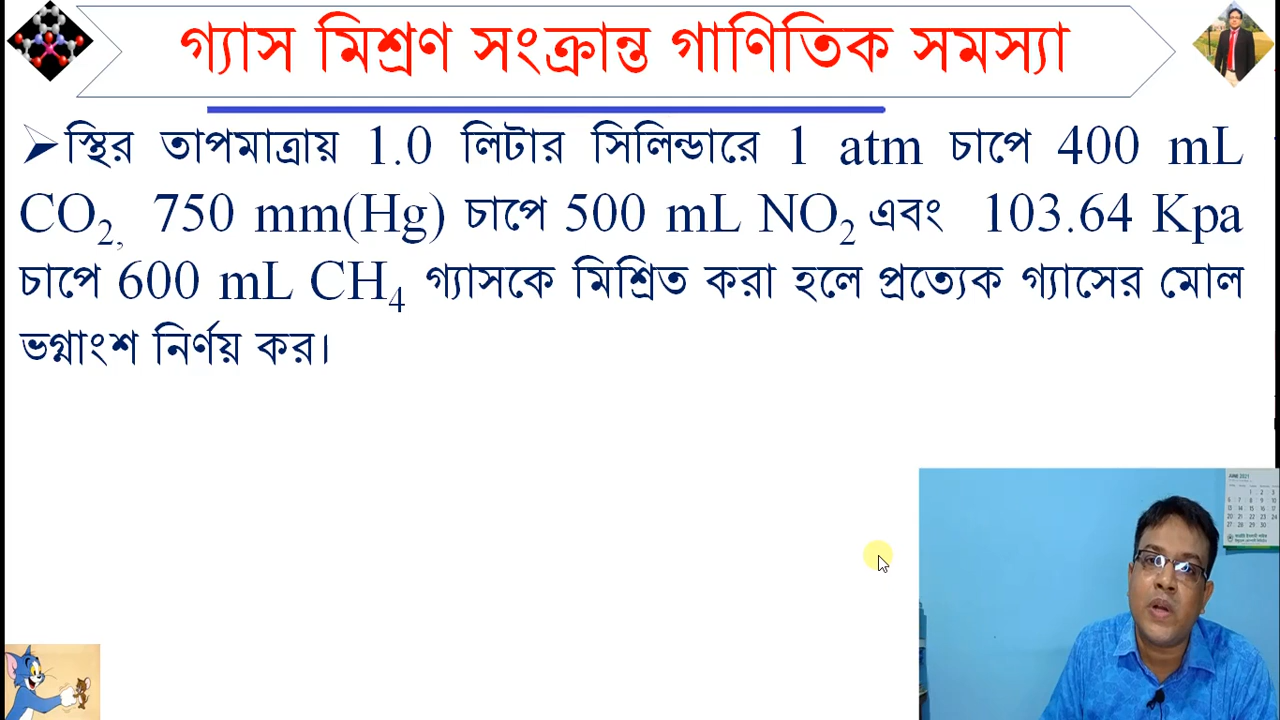 গ্যাস মিশ্রণ সংক্রান্ত গাণিতিক সমস্যা
➢স্থির তাপমাত্রায় 1.0 লিটার সিলিন্ডারে 1 atm চাপে 400 mL
CO₂, 750 mm(Hg) চাপে 500 mL NO₂ এবং 103.64 Kpa
চাপে 600 mL CH₄ গ্যাসকে মিশ্রিত করা হলে প্রত্যেক গ্যাসের মোল
ভগ্নাংশ নির্ণয় কর।